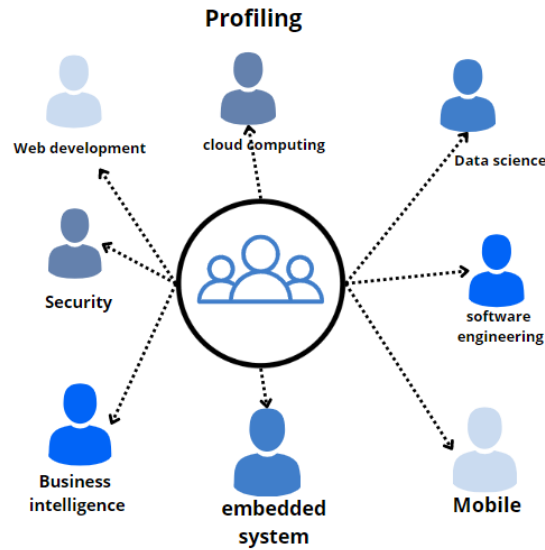 Profiling
Web development
cloud computing
Data science
Security
software
engineering
Business
intelligence
embedded
system
Mobile